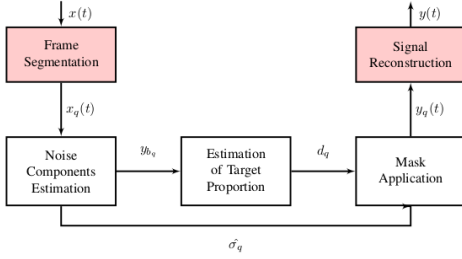 x(t)
y(t)
Frame
Segmentation
Signal
Reconstruction
x_q(t)
y_q(t)
Noise
Components
Estimation
y_{b_q}
Estimation
of Target
Proportion
d_q
Mask
Application
σ̂_q